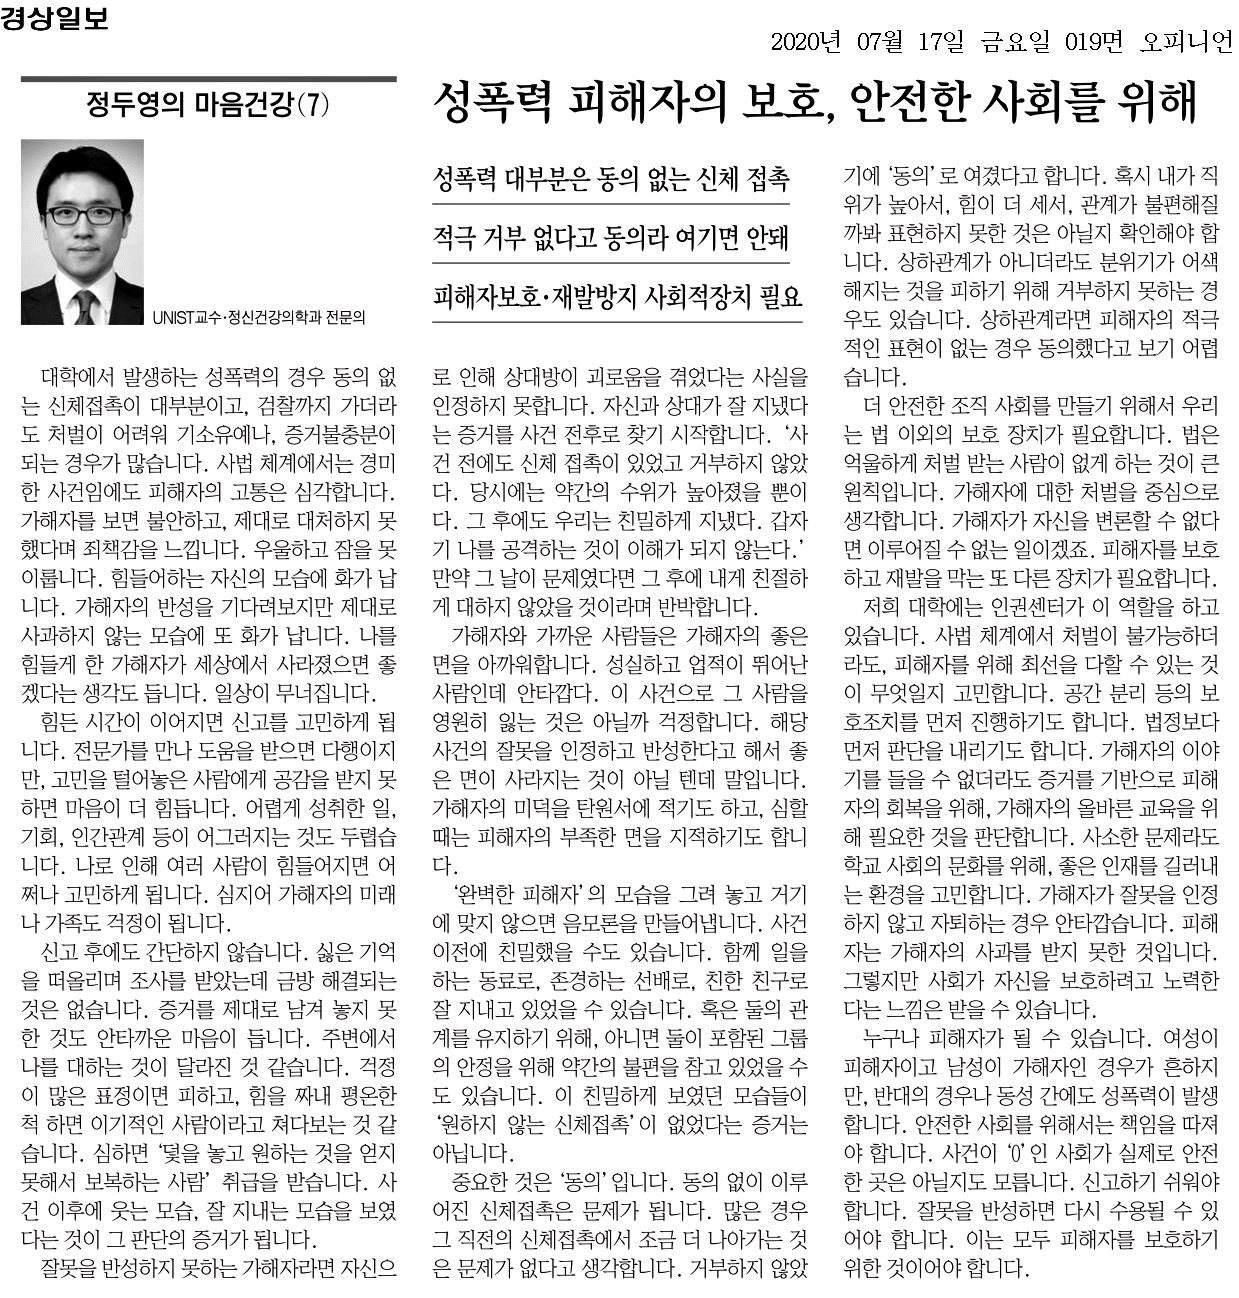 경상일보
2020년 07월 17일 금요일 019면 오피니언
정두영의 마음건강(7)
UNIST교수·정신건강의학과 전문의
성폭력 피해자의 보호, 안전한 사회를 위해
성폭력 대부분은 동의 없는 신체 접촉
적극 거부 없다고 동의라 여기면 안돼
피해자보호·재발방지 사회적장치 필요
대학에서 발생하는 성폭력의 경우 동의 없
는 신체접촉이 대부분이고, 검찰까지 가더라
도 처벌이 어려워 기소유예나, 증거불충분이
되는 경우가 많습니다. 사법 체계에서는 경미
한 사건임에도 피해자의 고통은 심각합니다.
가해자를 보면 불안하고, 제대로 대처하지 못
했다며 죄책감을 느낍니다. 우울하고 잠을 못
이룹니다. 힘들어하는 자신의 모습에 화가 납
니다. 가해자의 반성을 기다려보지만 제대로
사과하지 않는 모습에 또 화가 납니다. 나를
힘들게 한 가해자가 세상에서 사라졌으면 좋
겠다는 생각도 듭니다. 일상이 무너집니다.
힘든 시간이 이어지면 신고를 고민하게 됩
니다. 전문가를 만나 도움을 받으면 다행이지
만, 고민을 털어놓은 사람에게 공감을 받지 못
하면 마음이 더 힘듭니다. 어렵게 성취한 일,
기회, 인간관계 등이 어그러지는 것도 두렵습
니다. 나로 인해 여러 사람이 힘들어지면 어
쩌나 고민하게 됩니다. 심지어 가해자의 미래
나 가족도 걱정이 됩니다.
신고 후에도 간단하지 않습니다. 싫은 기억
을 떠올리며 조사를 받았는데 금방 해결되는
것은 없습니다. 증거를 제대로 남겨 놓지 못
한 것도 안타까운 마음이 듭니다. 주변에서
나를 대하는 것이 달라진 것 같습니다. 걱정
이 많은 표정이면 피하고, 힘을 짜내 평온한
척 하면 이기적인 사람이라고 쳐다보는 것 같
습니다. 심하면 ‘덫을 놓고 원하는 것을 얻지
못해서 보복하는 사람’ 취급을 받습니다. 사
건 이후에 웃는 모습, 잘 지내는 모습을 보였
다는 것이 그 판단의 증거가 됩니다.
잘못을 반성하지 못하는 가해자라면 자신으
로 인해 상대방이 괴로움을 겪었다는 사실을
인정하지 못합니다. 자신과 상대가 잘 지냈다
는 증거를 사건 전후로 찾기 시작합니다. ‘사
건 전에도 신체 접촉이 있었고 거부하지 않았
다. 당시에는 약간의 수위가 높아졌을 뿐이
다. 그 후에도 우리는 친밀하게 지냈다. 갑자
기 나를 공격하는 것이 이해가 되지 않는다.’
만약 그 날이 문제였다면 그 후에 내게 친절하
게 대하지 않았을 것이라며 반박합니다.
가해자와 가까운 사람들은 가해자의 좋은
면을 아까워합니다. 성실하고 업적이 뛰어난
사람인데 안타깝다. 이 사건으로 그 사람을
영원히 잃는 것은 아닐까 걱정합니다. 해당
사건의 잘못을 인정하고 반성한다고 해서 좋
은 면이 사라지는 것이 아닐 텐데 말입니다.
가해자의 미덕을 탄원서에 적기도 하고, 심할
때는 피해자의 부족한 면을 지적하기도 합니
다.
‘완벽한 피해자’의 모습을 그려 놓고 거기
에 맞지 않으면 음모론을 만들어냅니다. 사건
이전에 친밀했을 수도 있습니다. 함께 일을
하는 동료로, 존경하는 선배로, 친한 친구로
잘 지내고 있었을 수 있습니다. 혹은 둘의 관
계를 유지하기 위해, 아니면 둘이 포함된 그룹
의 안정을 위해 약간의 불편을 참고 있었을 수
도 있습니다. 이 친밀하게 보였던 모습들이
‘원하지 않는 신체접촉’이 없었다는 증거는
아닙니다.
중요한 것은 ‘동의’입니다. 동의 없이 이루
어진 신체접촉은 문제가 됩니다. 많은 경우
그 직전의 신체접촉에서 조금 더 나아가는 것
은 문제가 없다고 생각합니다. 거부하지 않았
기에 ‘동의’로 여겼다고 합니다. 혹시 내가 직
위가 높아서, 힘이 더 세서, 관계가 불편해질
까봐 표현하지 못한 것은 아닐지 확인해야 합
니다. 상하관계가 아니더라도 분위기가 어색
해지는 것을 피하기 위해 거부하지 못하는 경
우도 있습니다. 상하관계라면 피해자의 적극
적인 표현이 없는 경우 동의했다고 보기 어렵
습니다.
더 안전한 조직 사회를 만들기 위해서 우리
는 법 이외의 보호 장치가 필요합니다. 법은
억울하게 처벌 받는 사람이 없게 하는 것이 큰
원칙입니다. 가해자에 대한 처벌을 중심으로
생각합니다. 가해자가 자신을 변론할 수 없다
면 이루어질 수 없는 일이겠죠. 피해자를 보호
하고 재발을 막는 또 다른 장치가 필요합니다.
저희 대학에는 인권센터가 이 역할을 하고
있습니다. 사법 체계에서 처벌이 불가능하더
라도, 피해자를 위해 최선을 다할 수 있는 것
이 무엇일지 고민합니다. 공간 분리 등의 보
호조치를 먼저 진행하기도 합니다. 법정보다
먼저 판단을 내리기도 합니다. 가해자의 이야
기를 들을 수 없더라도 증거를 기반으로 피해
자의 회복을 위해, 가해자의 올바른 교육을 위
해 필요한 것을 판단합니다. 사소한 문제라도
학교 사회의 문화를 위해, 좋은 인재를 길러내
는 환경을 고민합니다. 가해자가 잘못을 인정
하지 않고 자퇴하는 경우 안타깝습니다. 피해
자는 가해자의 사과를 받지 못한 것입니다.
그렇지만 사회가 자신을 보호하려고 노력한
다는 느낌은 받을 수 있습니다.
누구나 피해자가 될 수 있습니다. 여성이
피해자이고 남성이 가해자인 경우가 흔하지
만, 반대의 경우나 동성 간에도 성폭력이 발생
합니다. 안전한 사회를 위해서는 책임을 따져
야 합니다. 사건이 ‘0’인 사회가 실제로 안전
한 곳은 아닐지도 모릅니다. 신고하기 쉬워야
합니다. 잘못을 반성하면 다시 수용될 수 있
어야 합니다. 이는 모두 피해자를 보호하기
위한 것이어야 합니다.